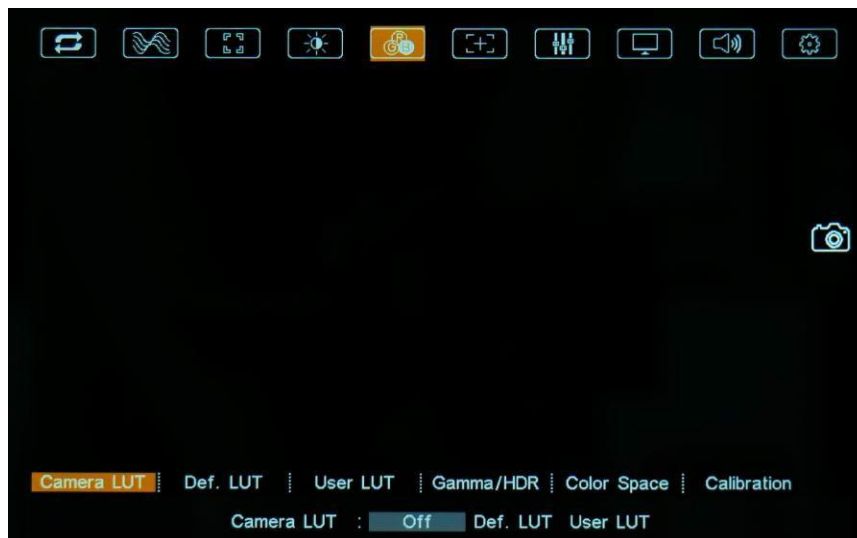 Camera LUT Def. LUT User LUT Gamma/HDR Color Space Calibration
Camera LUT : Off Def. LUT User LUT